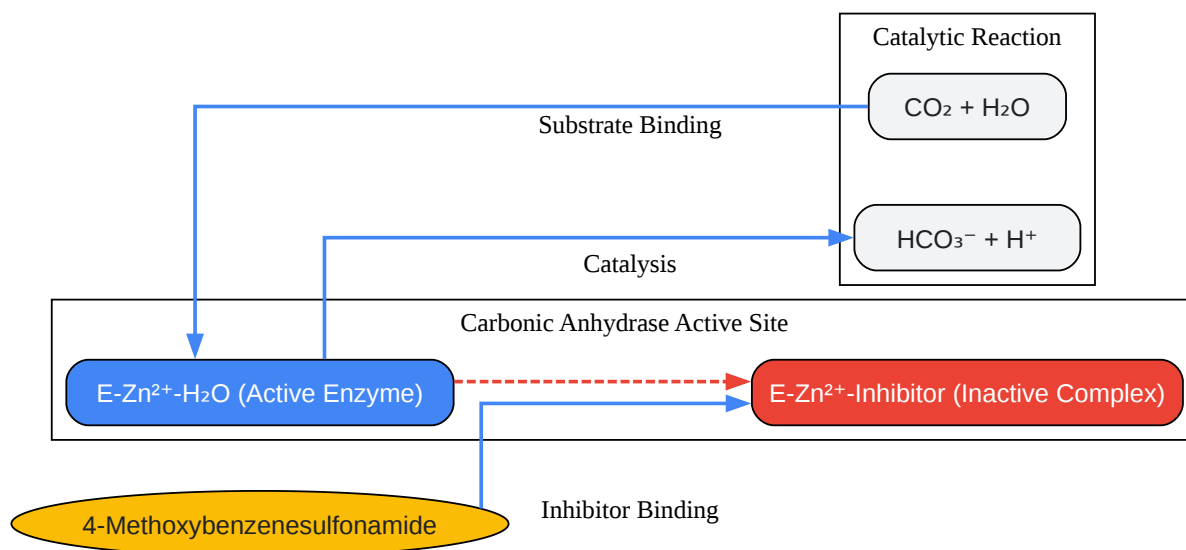 Catalytic Reaction
CO₂ + H₂O
Substrate Binding
HCO₃⁻ + H⁺
Catalysis
Carbonic Anhydrase Active Site
E-Zn²⁺-H₂O (Active Enzyme)
E-Zn²⁺-Inhibitor (Inactive Complex)
4-Methoxybenzenesulfonamide
Inhibitor Binding